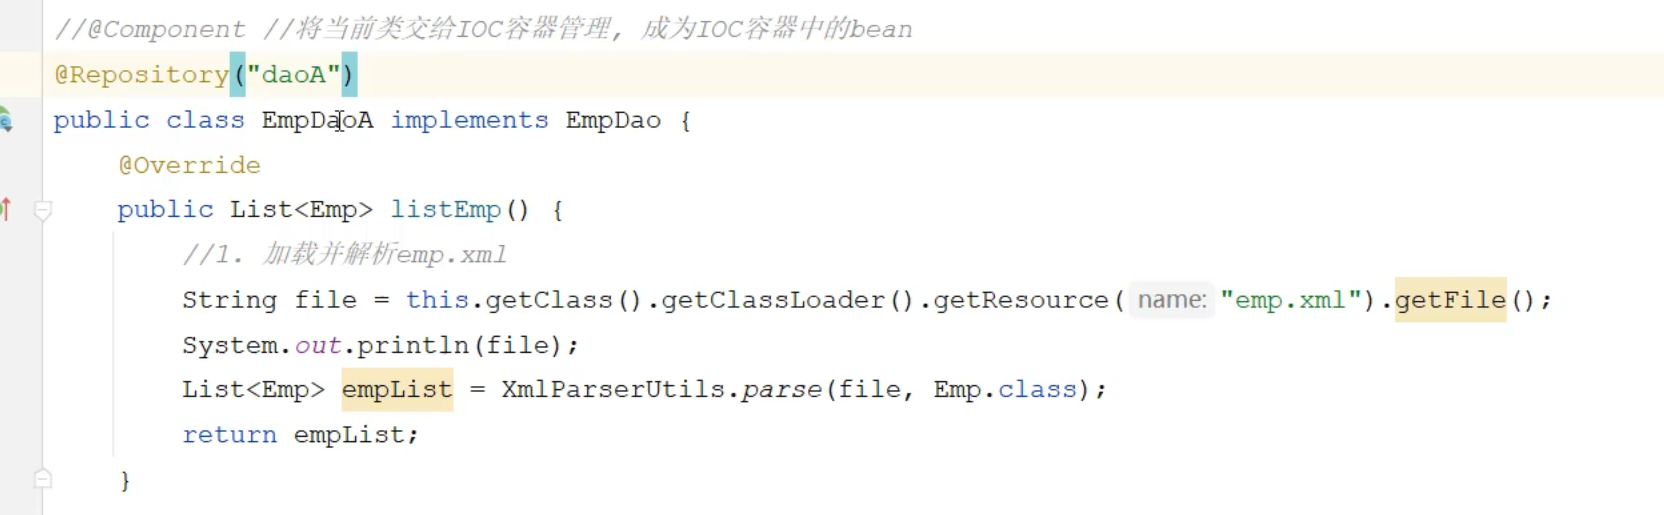 //@Component //将当前类交给IOC容器管理, 成为IOC容器中的bean
@Repository("daoA")
public class EmpDaoA implements EmpDao {
@Override
public List<Emp> listEmp() {
//1. 加载并解析emp.xml
String file = this.getClass().getClassLoader().getResource( name: "emp.xml").getFile();
System.out.println(file);
List<Emp> empList = XmlParserUtils.parse(file, Emp.class);
return empList;
}